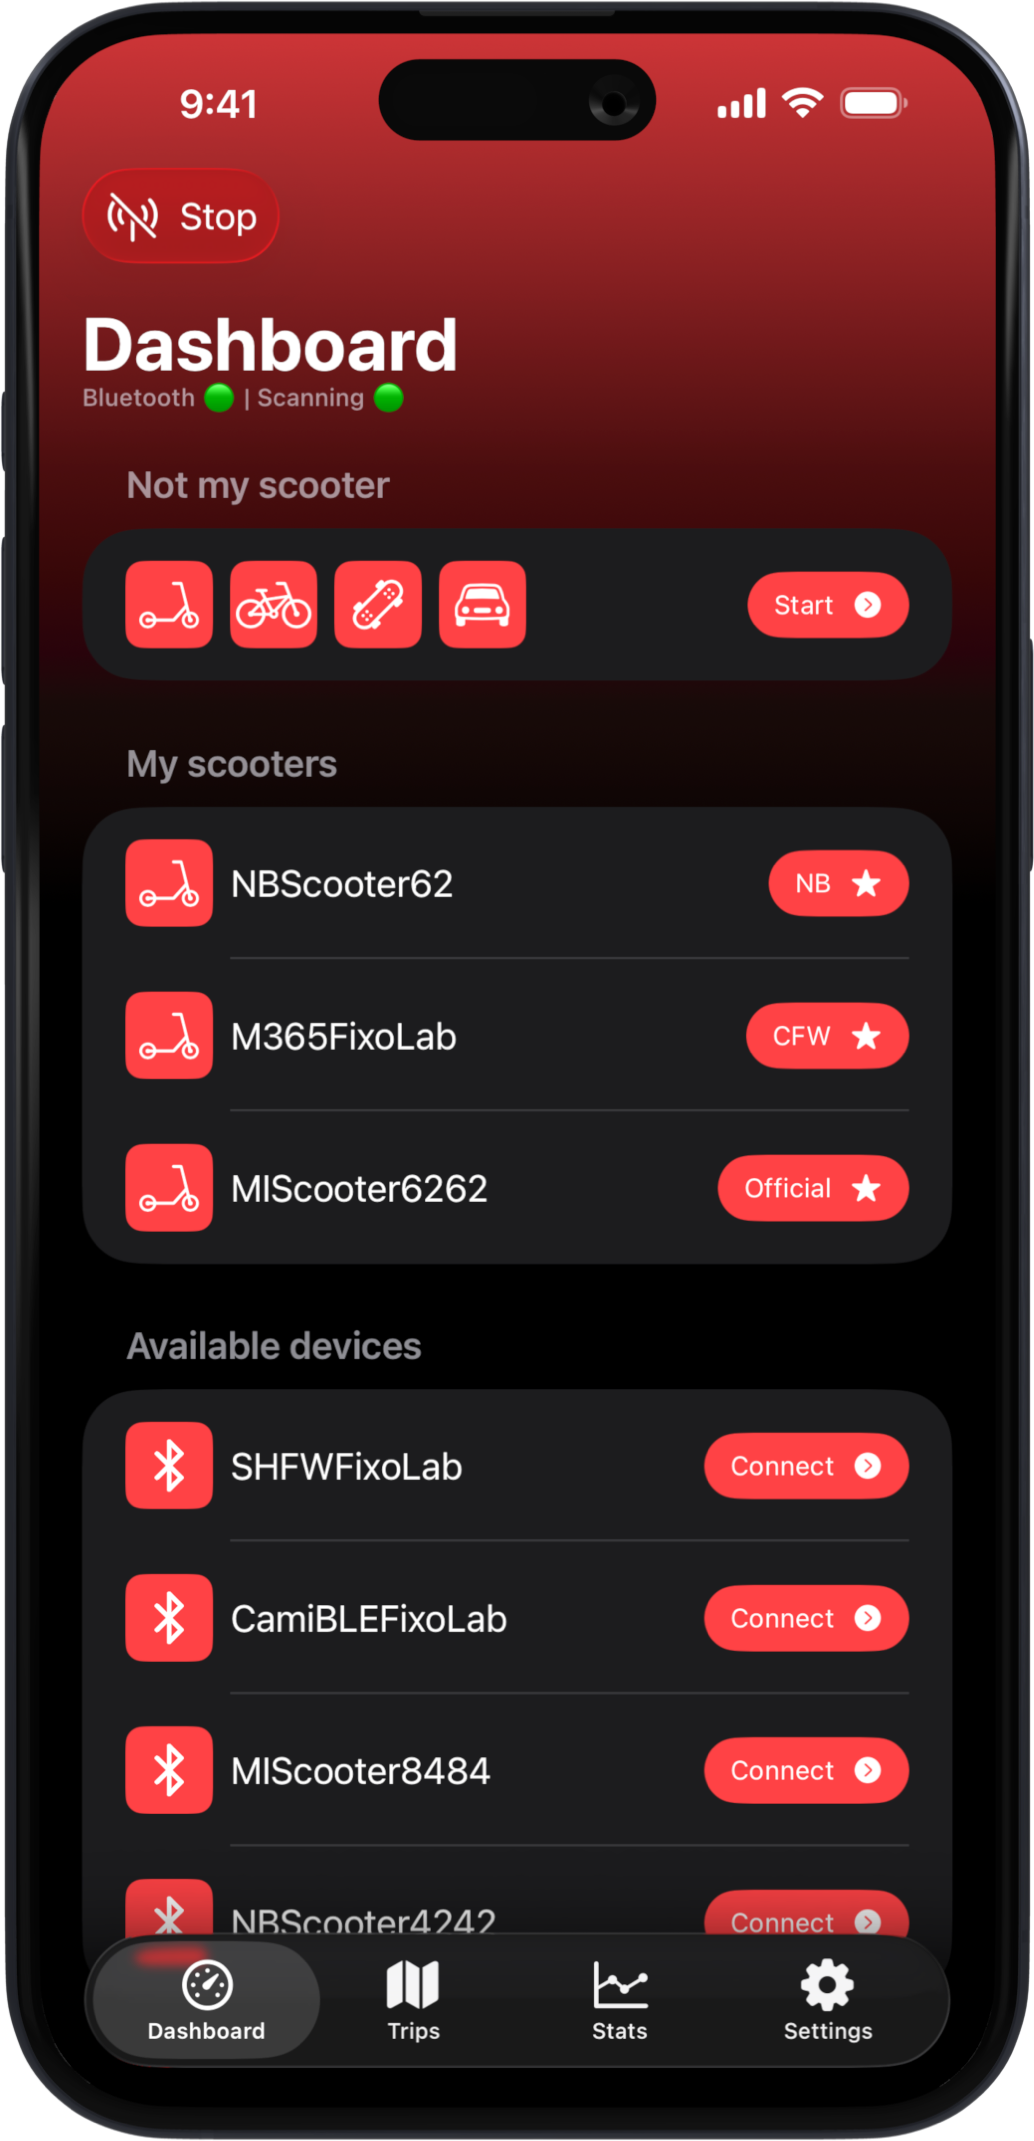 9:41
Stop
Dashboard
Bluetooth 🟢 | Scanning 🟢
Not my scooter
Start
My scooters
NBScooter62
NB
M365FixoLab
CFW
MIScooter6262
Official
Available devices
SHFWFixoLab
Connect
CamiBLEFixoLab
Connect
MIScooter8484
Connect
NBScooter4242
Connect
Dashboard
Trips
Stats
Settings